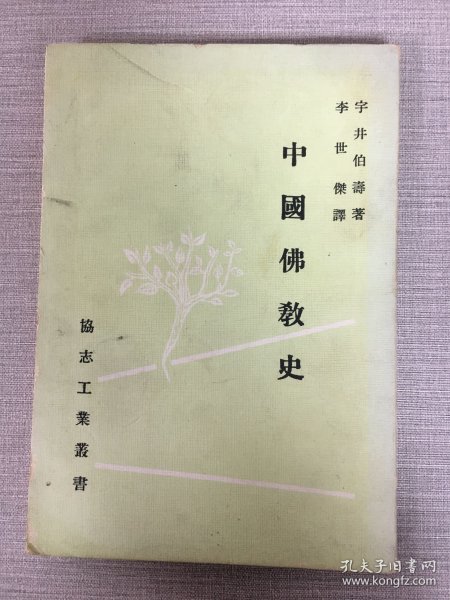 宇井伯壽著
李世傑譯
中國佛教史
協志工業叢書
孔夫子旧书网
www.kongfz.com